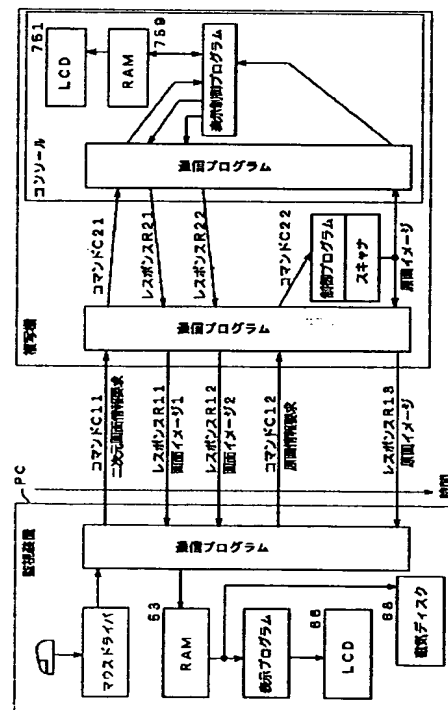 複写機
コンソール
751
LCD
759
RAM
表示制御プログラム
通信プログラム
コマンドC21
レスポンスR21
レスポンスR22
コマンドC22
制御プログラム
スキャナ
原画イメージ
通信プログラム
コマンドC11
二次元画面情報要求
レスポンスR11
画面イメージ1
レスポンスR12
画面イメージ2
コマンドC12
原画情報要求
レスポンスR13
原画イメージ
PC
時間
監視装置
通信プログラム
マウスドライバ
63
RAM
表示プログラム
66
LCD
68
磁気ディスク